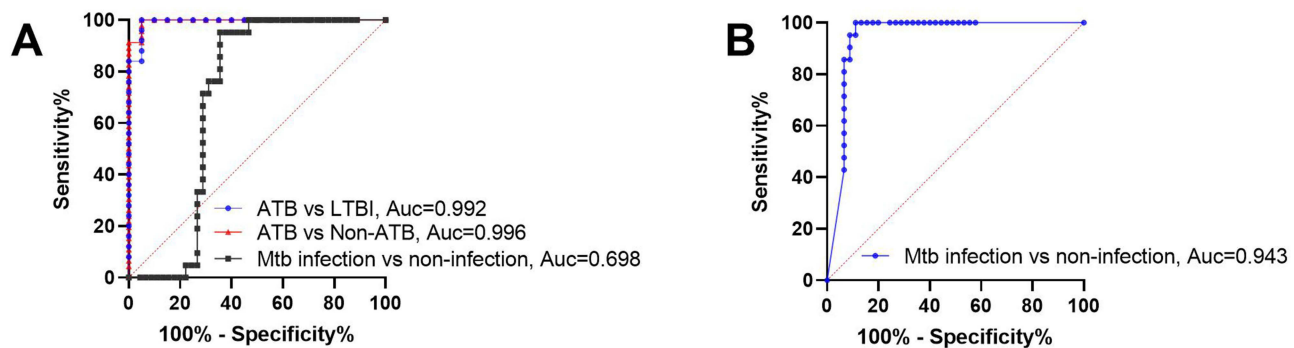 A
Sensitivity%
100
80
60
40
20
0
ATB vs LTBI, Auc=0.992
ATB vs Non-ATB, Auc=0.996
Mtb infection vs non-infection, Auc=0.698
0 20 40 60 80 100
100% - Specificity%
B
Sensitivity%
100
80
60
40
20
0
Mtb infection vs non-infection, Auc=0.943
0 20 40 60 80 100
100% - Specificity%